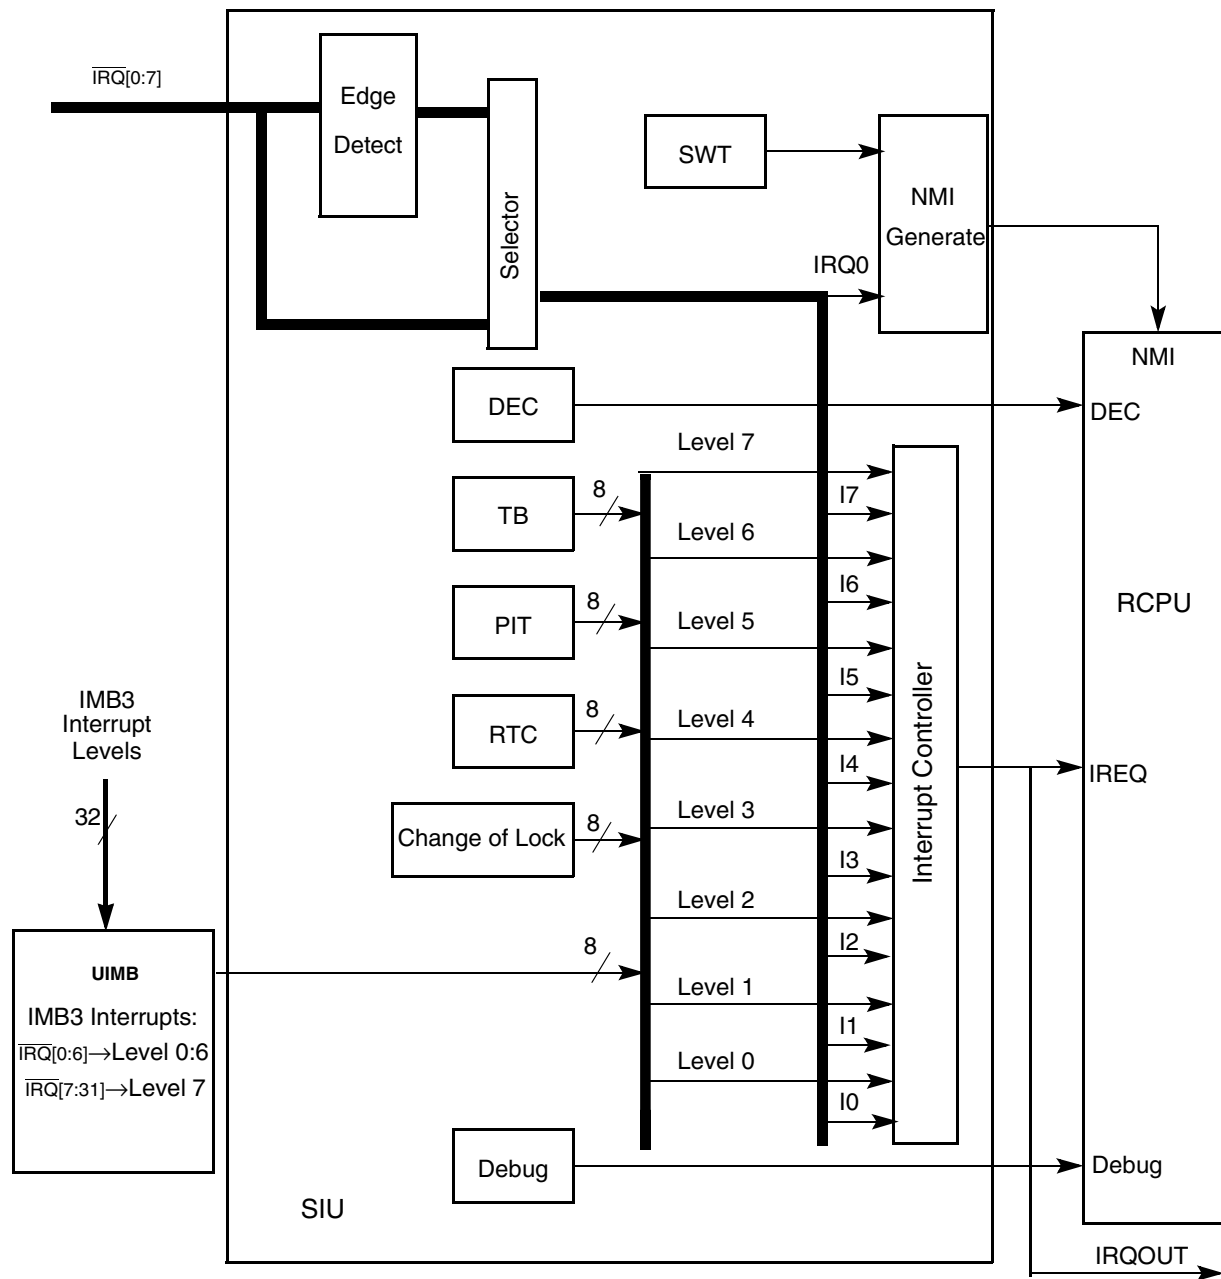 IRQ[0:7]
Edge
Detect
Selector
SWT
NMI
Generate
IRQ0
NMI
DEC
DEC
Level 7
8
TB
I7
Level 6
8
PIT
I6
Level 5
RCPU
IMB3
Interrupt
Levels
8
RTC
I5
Level 4
Interrupt Controller
I4
IREQ
32
8
Change of Lock
Level 3
I3
Level 2
8
I2
UIMB
IMB3 Interrupts:
IRQ[0:6]→Level 0:6
IRQ[7:31]→Level 7
Level 1
I1
Level 0
I0
Debug
Debug
SIU
IRQOUT